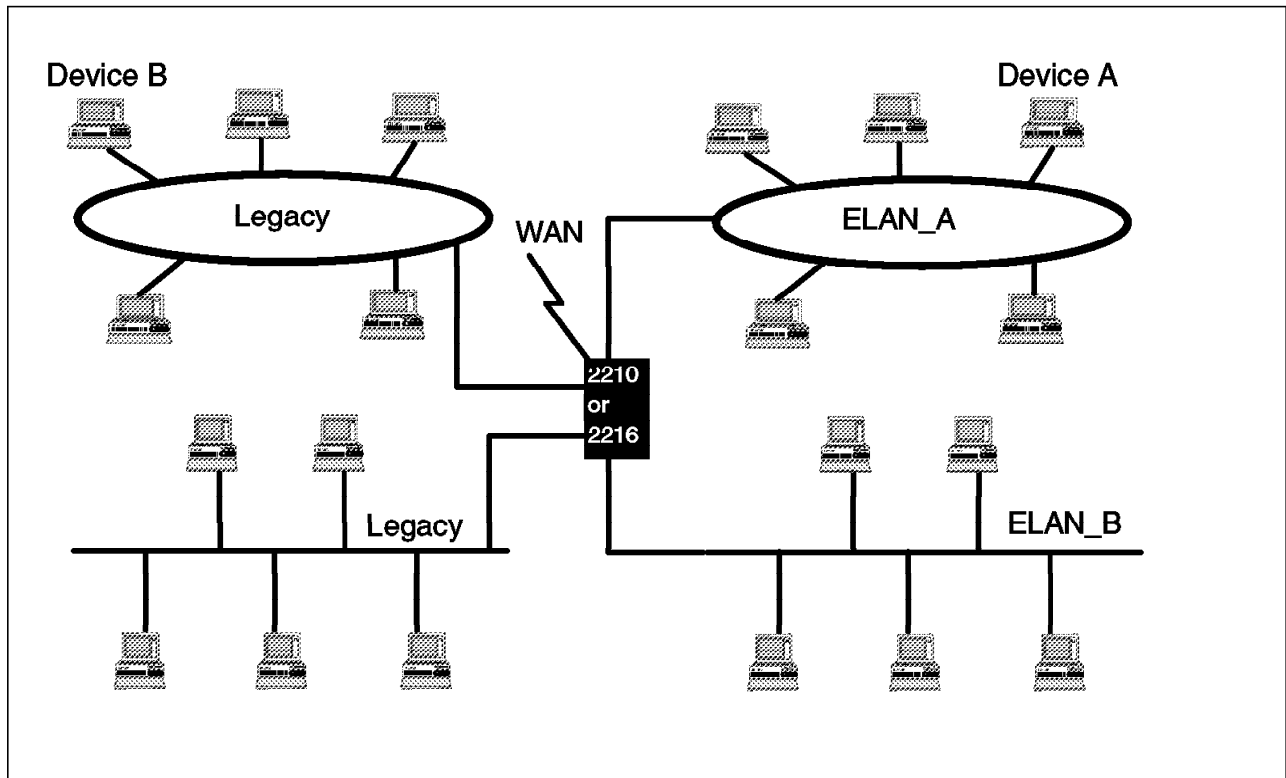 Device B
Device A
Legacy
ELAN_A
WAN
2210
or
2216
Legacy
ELAN_B